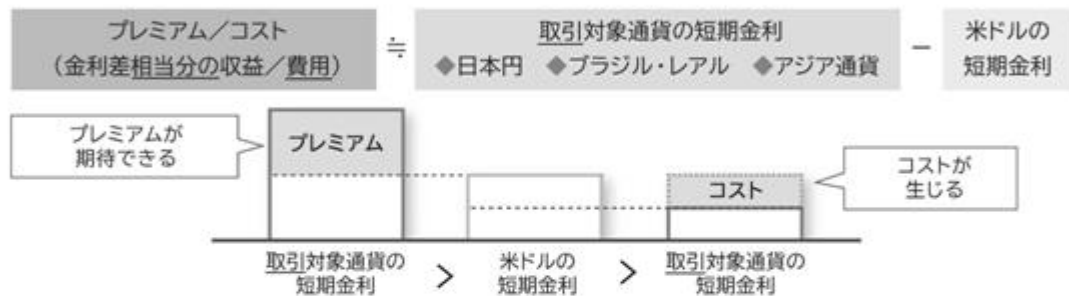 プレミアム／コスト
（金利差相当分の収益／費用）
≒
取引対象通貨の短期金利
◆日本円　◆ブラジル・レアル　◆アジア通貨
−
米ドルの
短期金利
プレミアムが
期待できる
プレミアム
コスト
コストが
生じる
取引対象通貨の
短期金利
>
米ドルの
短期金利
>
取引対象通貨の
短期金利